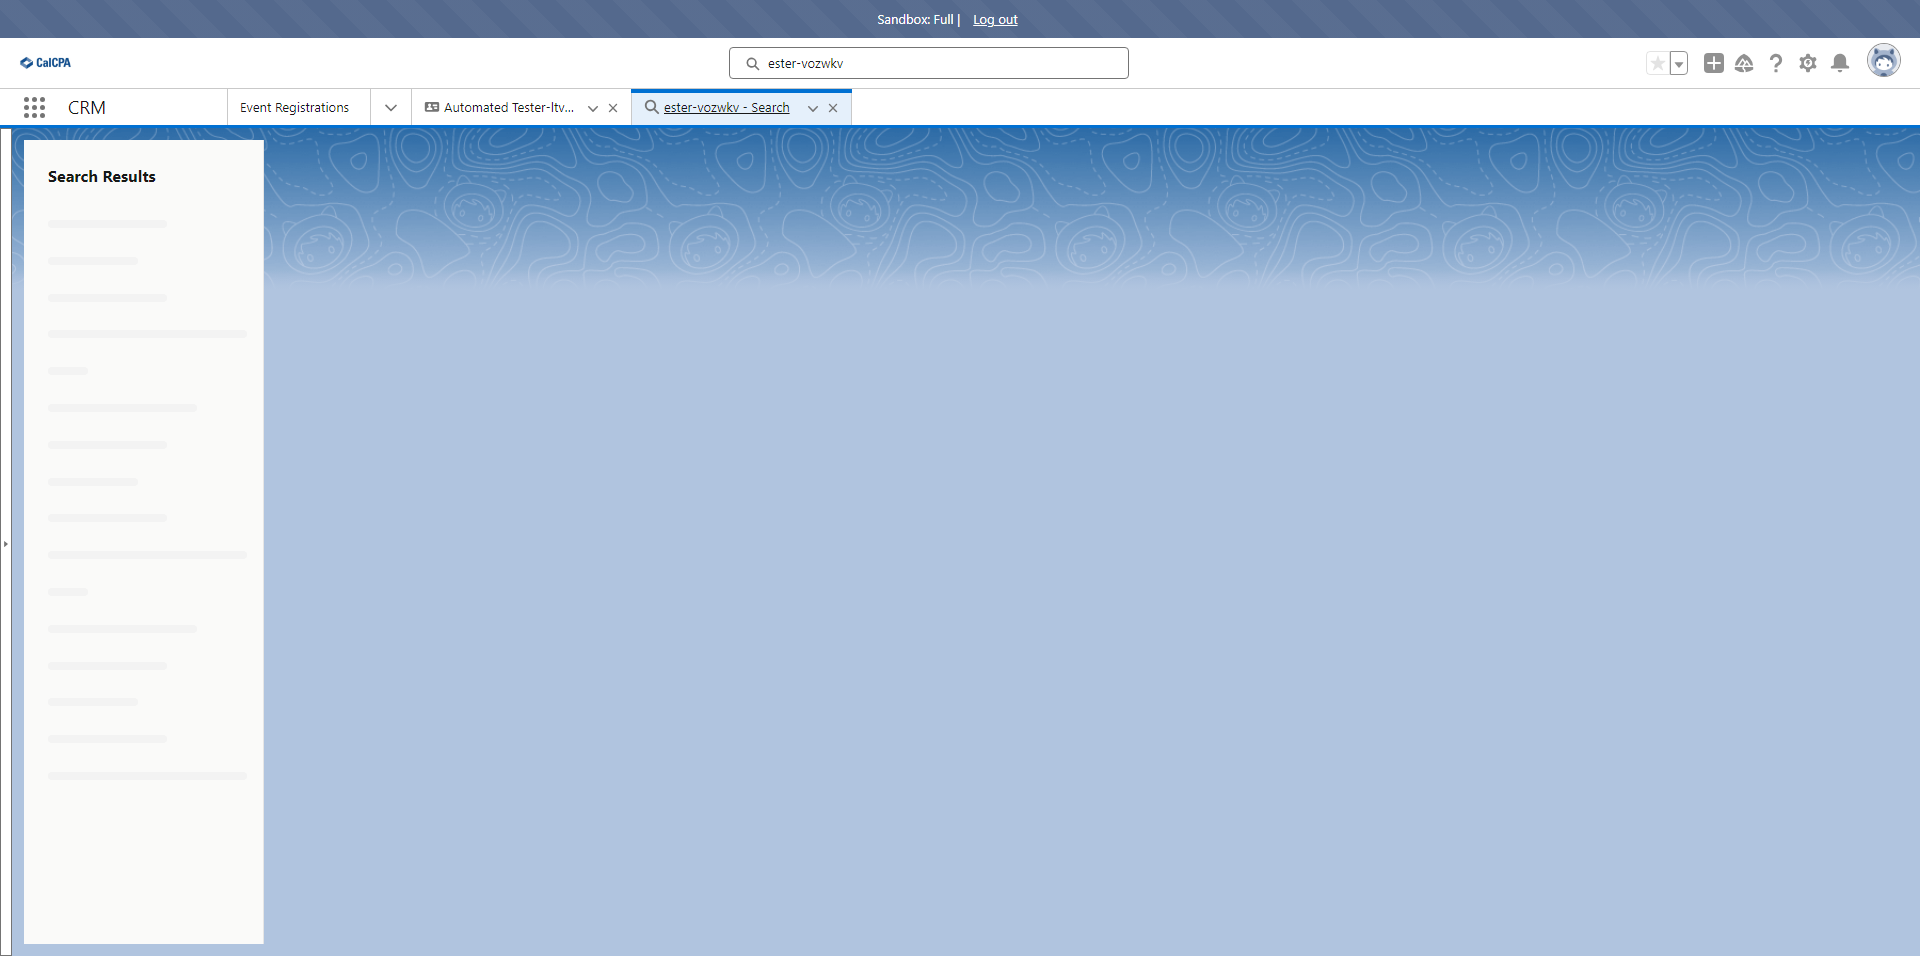 Sandbox: Full | Log out
CalCPA
ester-vozwkv
CRM
Event Registrations
Automated Tester-ltv...
ester-vozwkv - Search
Search Results